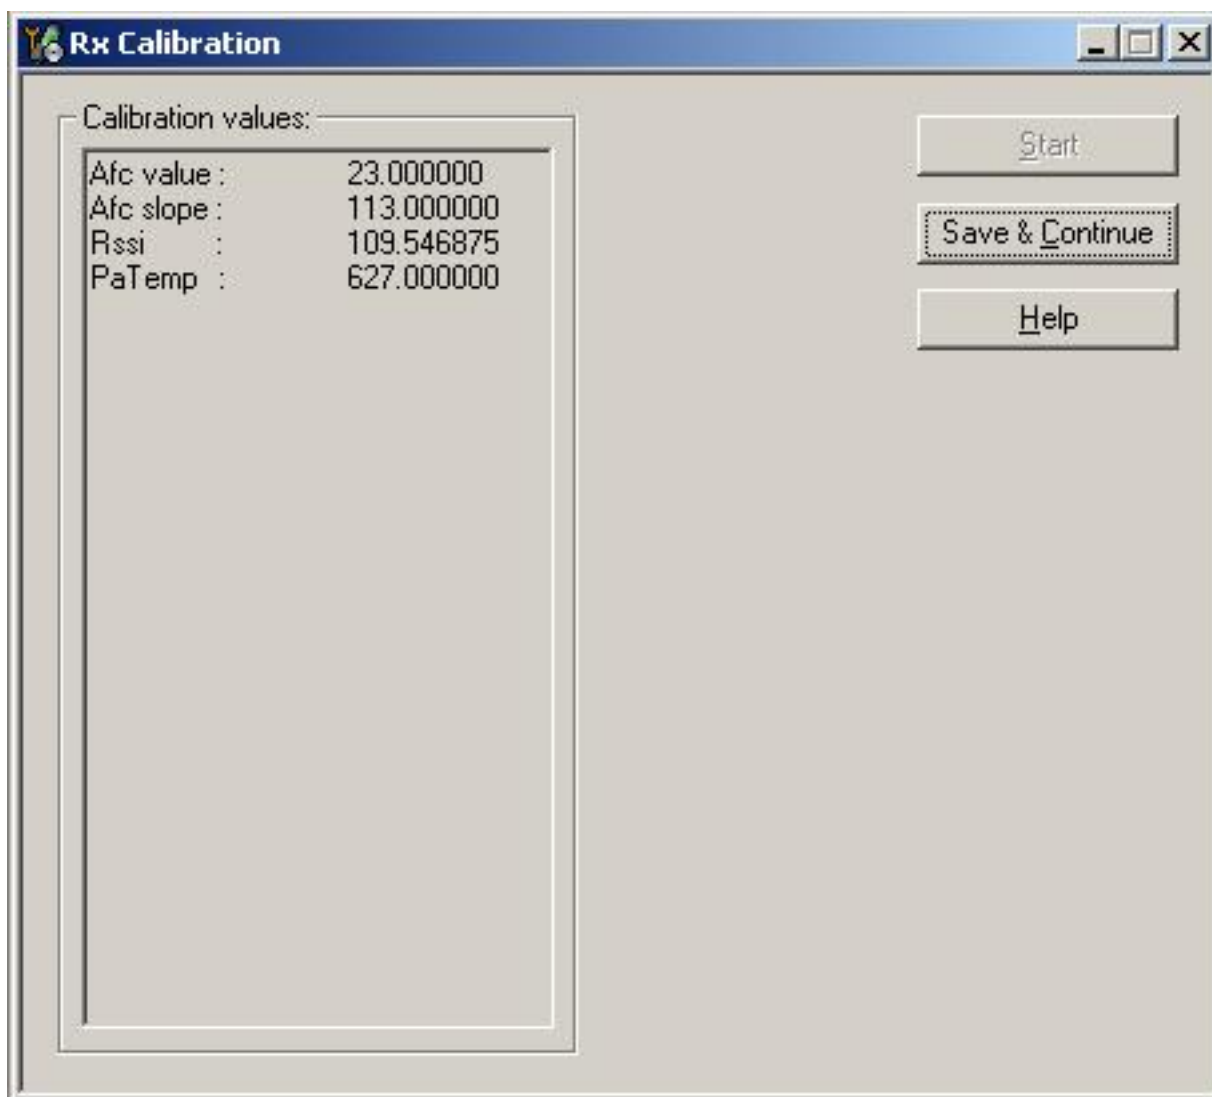 Rx Calibration
Calibration values:
Afc value : 23.000000
Afc slope : 113.000000
Rssi : 109.546875
PaTemp : 627.000000
Start
Save & Continue
Help